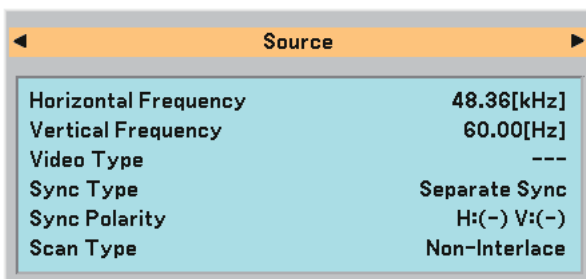 Source
Horizontal Frequency 48.36[kHz]
Vertical Frequency 60.00[Hz]
Video Type ---
Sync Type Separate Sync
Sync Polarity H:(-) V:(-)
Scan Type Non-Interlace